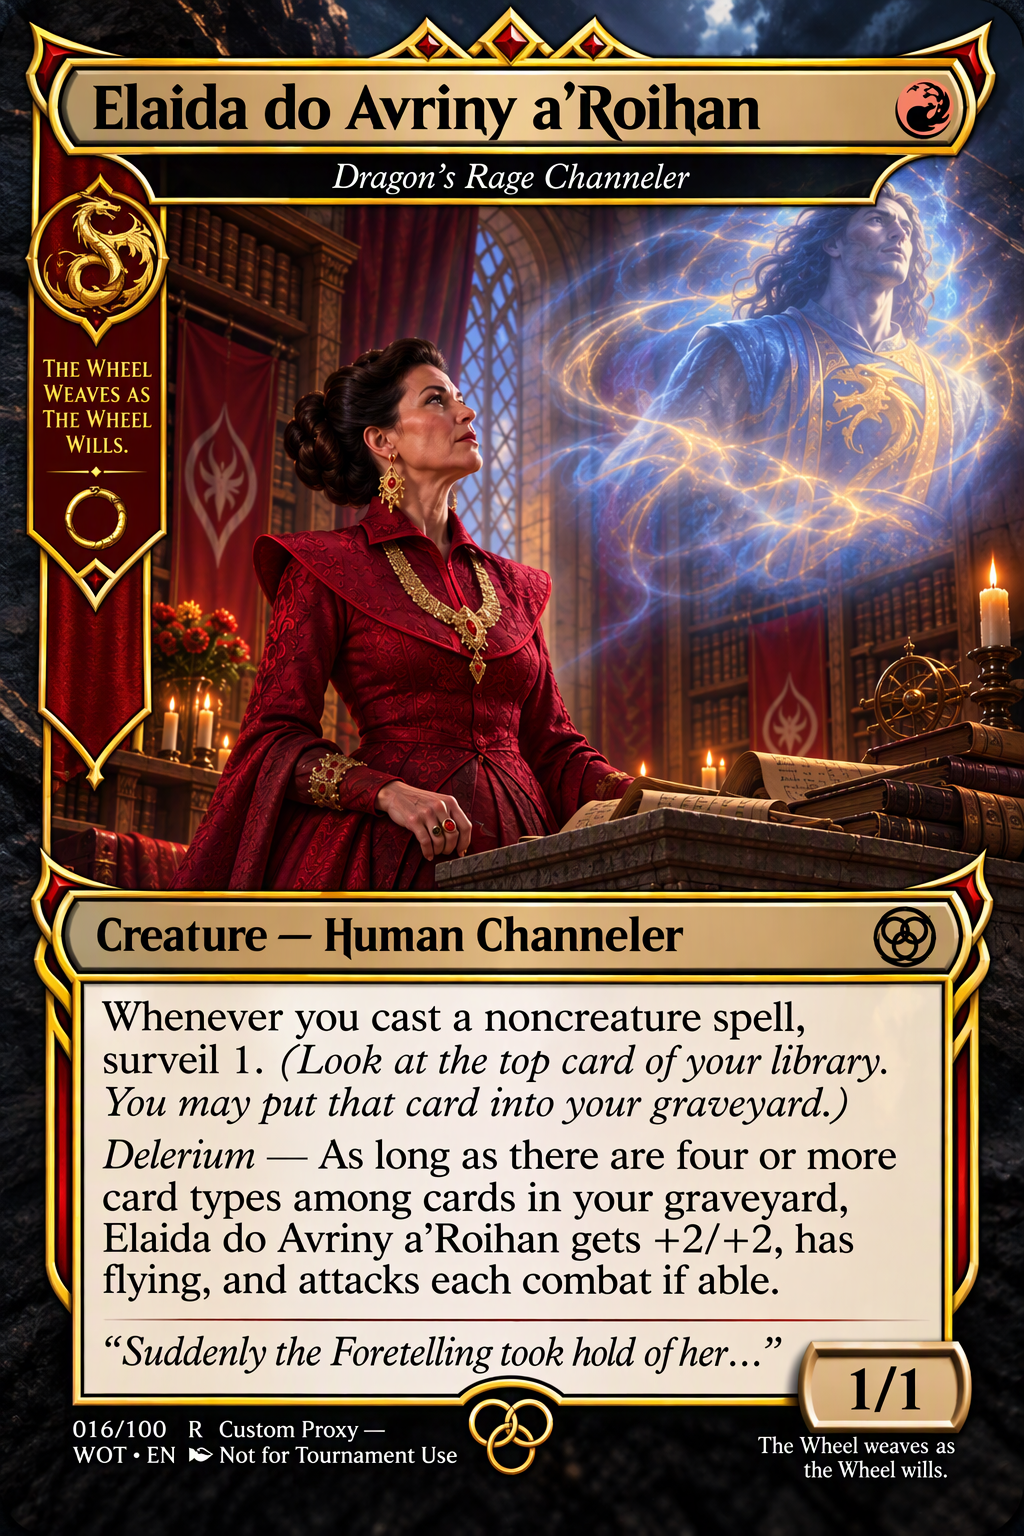 Elaida do Avriny a'Roihan
Dragon's Rage Channeler
THE WHEEL
WEAVES AS
THE WHEEL
WILLS.
Creature — Human Channeler
Whenever you cast a noncreature spell,
surveil 1. (Look at the top card of your library.
You may put that card into your graveyard.)
Delerium — As long as there are four or more
card types among cards in your graveyard,
Elaida do Avriny a'Roihan gets +2/+2, has
flying, and attacks each combat if able.
“Suddenly the Foretelling took hold of her...”
1/1
016/100 R Custom Proxy —
WOT • EN Not for Tournament Use
The Wheel weaves as
the Wheel wills.